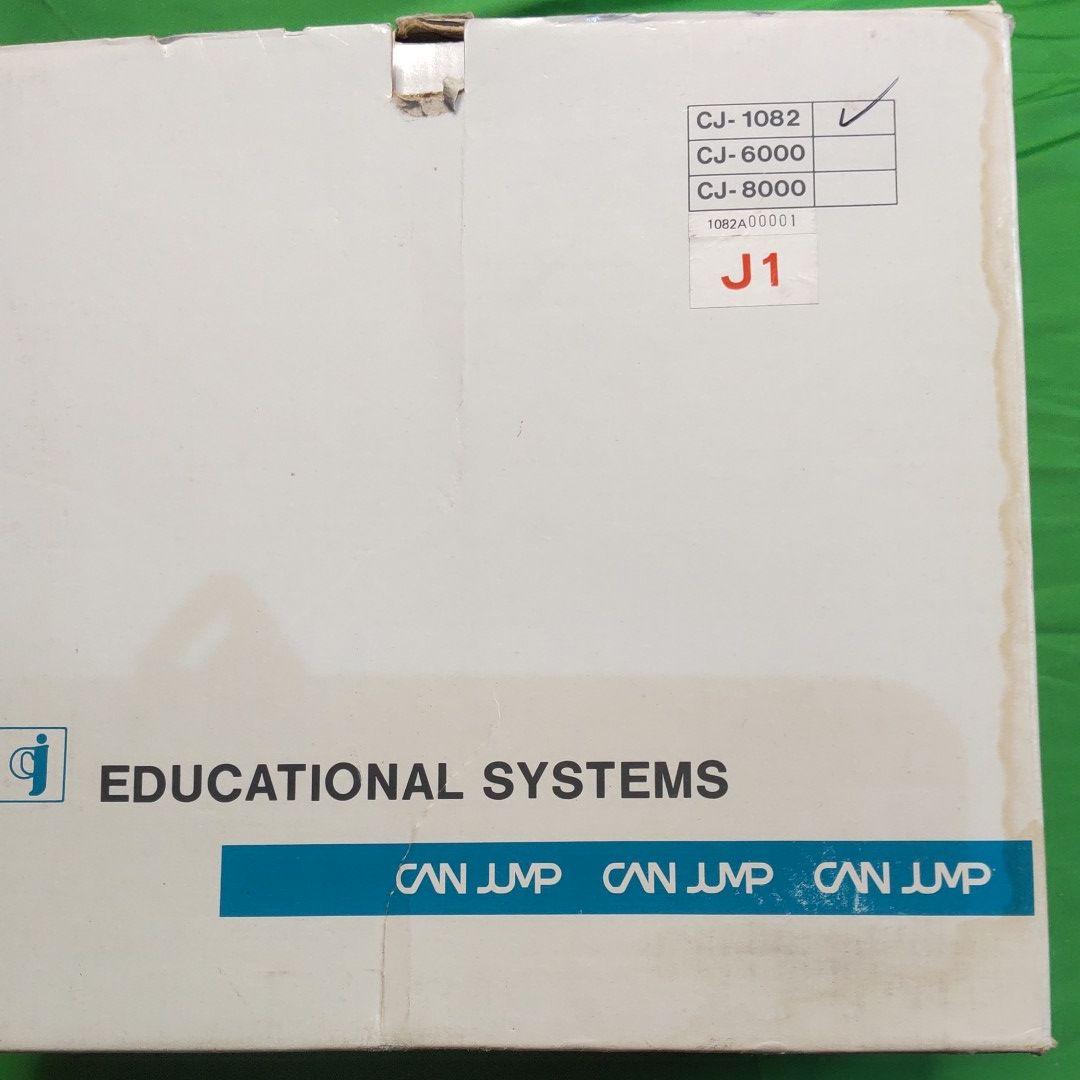 CJ-1082 ✓
CJ-6000
CJ-8000
1082A00001
J1
cj
EDUCATIONAL SYSTEMS
CAN JUMP CAN JUMP CAN JUMP